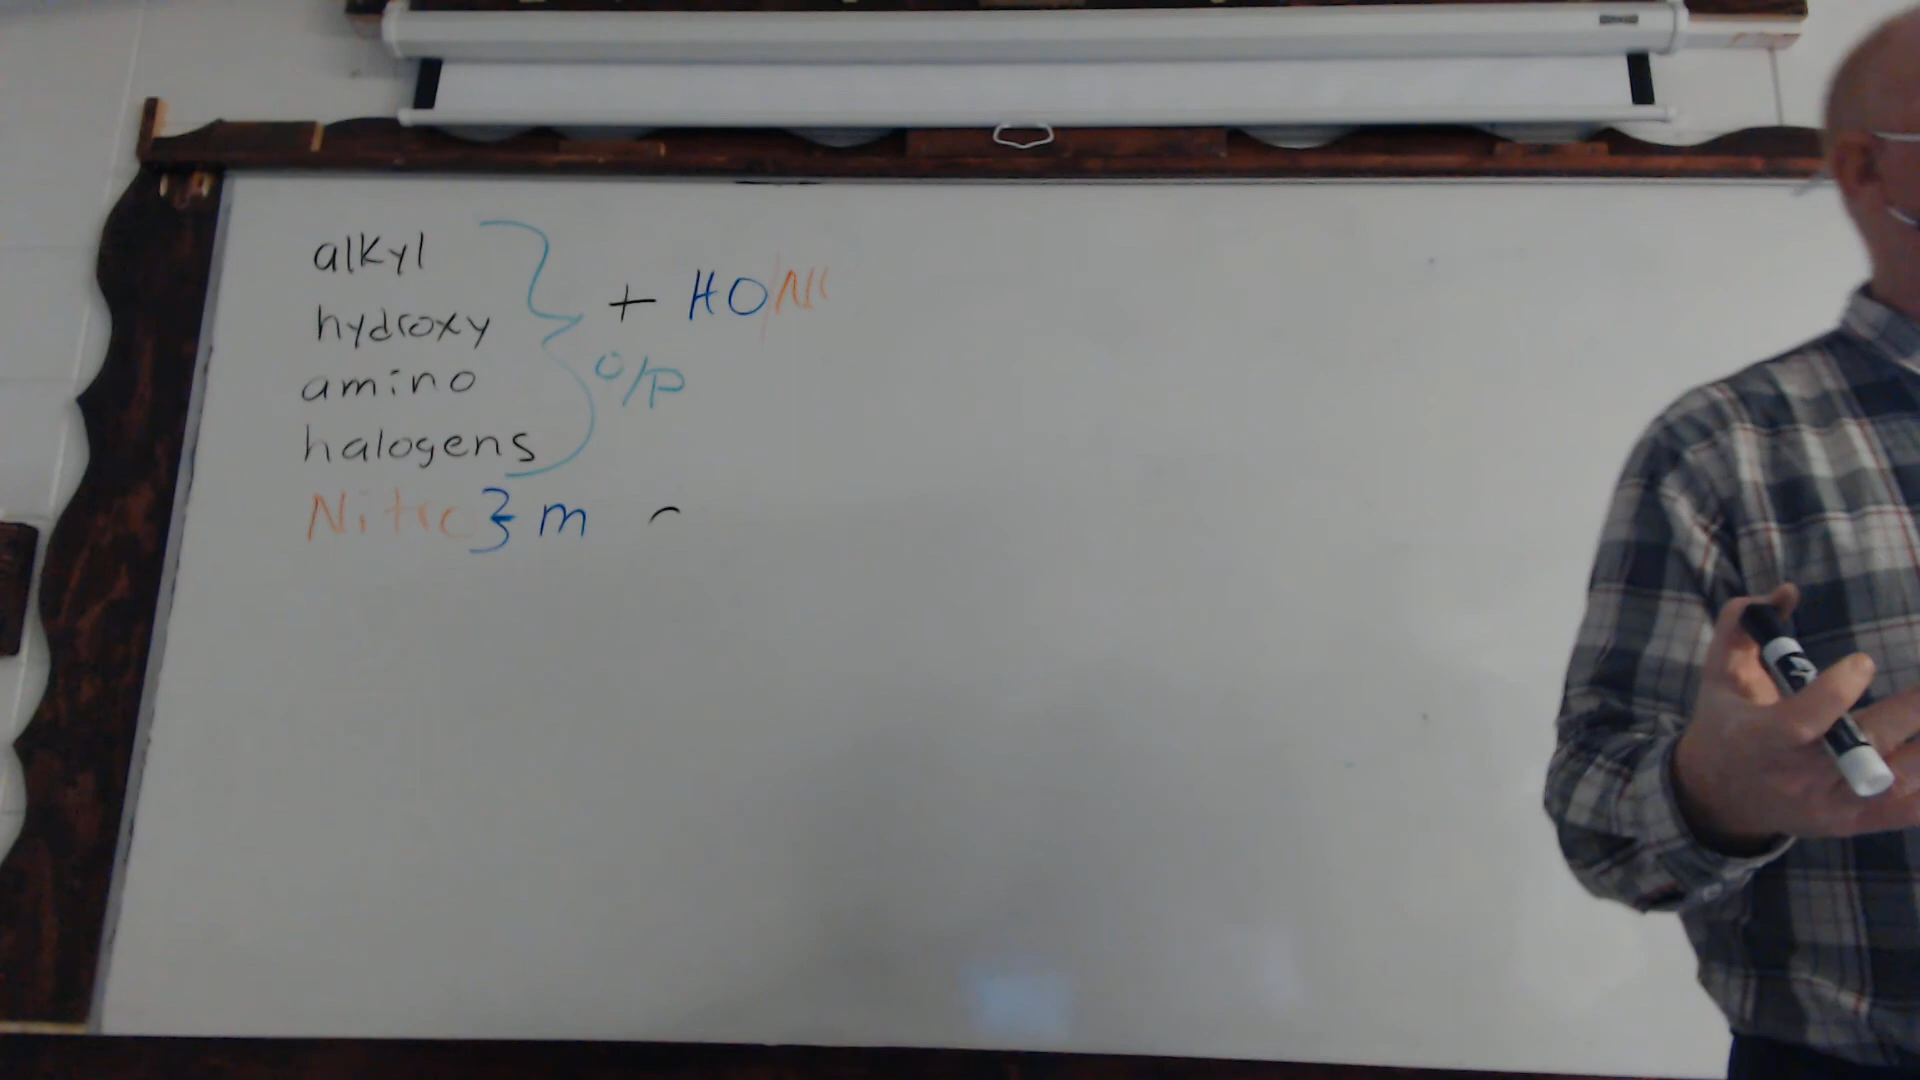 alkyl
hydroxy
+ HO/N
o/p
amino
halogens
Nitro } m